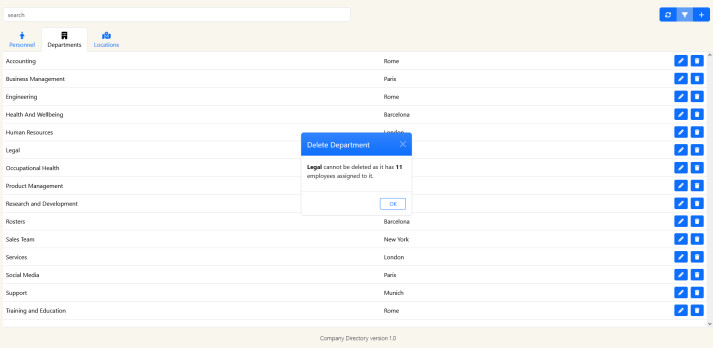 search
Personnel
Departments
Locations
Accounting Rome
Business Management Paris
Engineering Rome
Health And Wellbeing Barcelona
Human Resources London
Legal
Occupational Health
Product Management
Research and Development
Delete Department
Legal cannot be deleted as it has 11
employees assigned to it.
OK
Rosters Barcelona
Sales Team New York
Services London
Social Media Paris
Support Munich
Training and Education Rome
Company Directory version 1.0